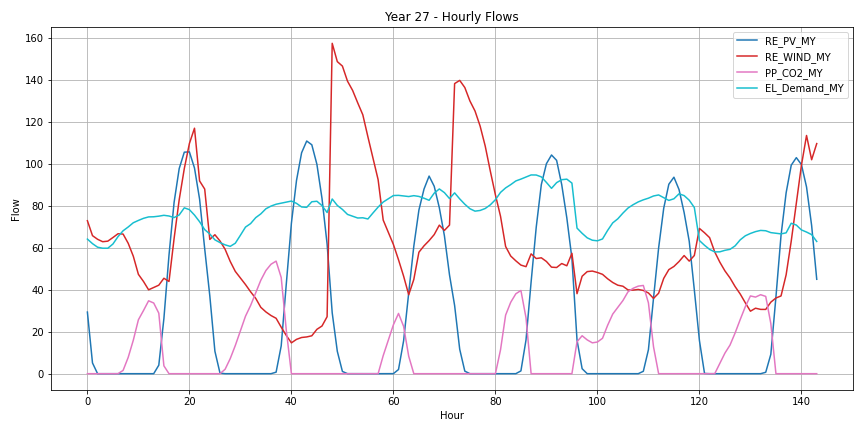 Year 27 - Hourly Flows
RE_PV_MY
RE_WIND_MY
PP_CO2_MY
EL_Demand_MY
Flow
160
140
120
100
80
60
40
20
0
0 20 40 60 80 100 120 140
Hour